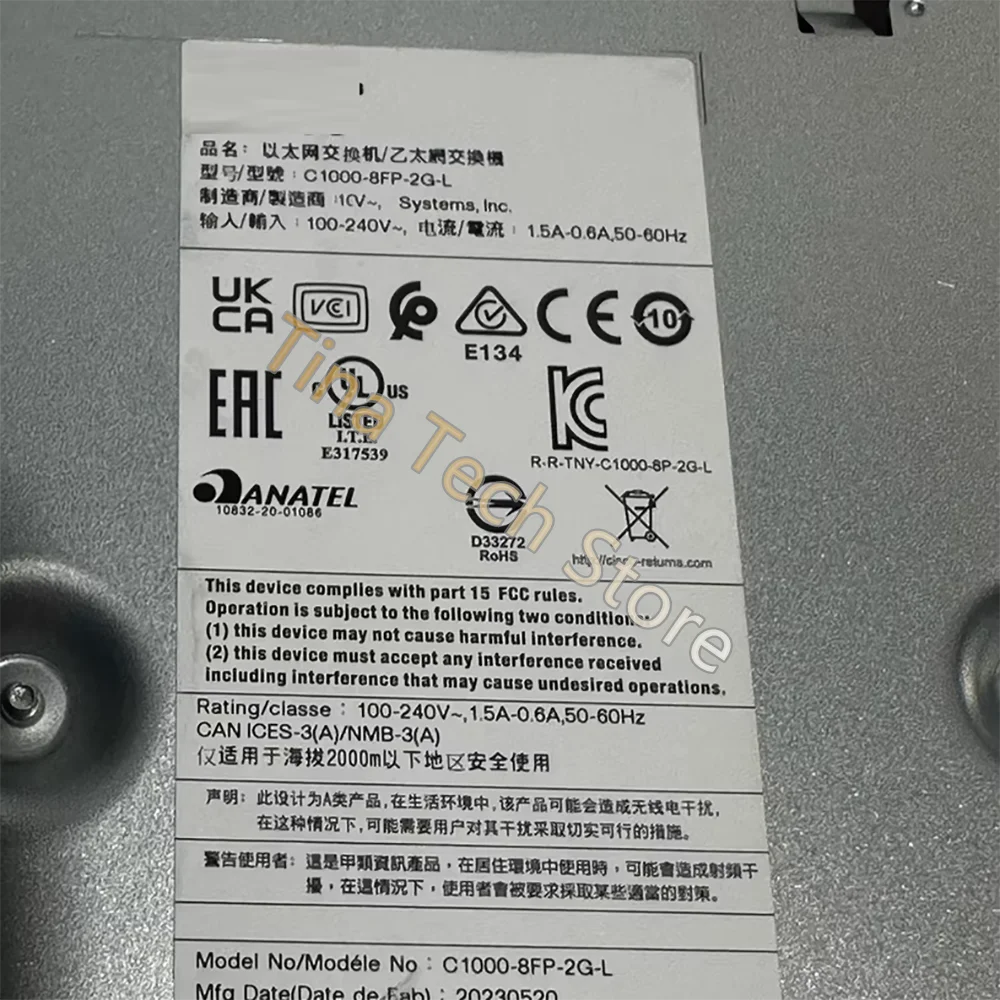 品名：以太网交换机/乙太網交換機
型号/型號：C1000-8FP-2G-L
制造商/製造商 :10V~, Systems, Inc.
输入/輸入：100-240V~, 电流/電流：1.5A-0.6A,50-60Hz
UK
CA
VCI
E134
CE
10
EAC
C UL US
LISTED
I.T.E.
E317539
KC
R-R-TNY-C1000-8P-2G-L
ANATEL
10832-20-01086
D33272
RoHS
Tina Tech Store
This device complies with part 15 FCC rules.
Operation is subject to the following two conditions:
(1) this device may not cause harmful interference.
(2) this device must accept any interference received
including interference that may cause undesired operations.
Rating/classe：100-240V~,1.5A-0.6A,50-60Hz
CAN ICES-3(A)/NMB-3(A)
仅适用于海拔2000m以下地区安全使用
声明：此设计为A类产品,在生活环境中,该产品可能会造成无线电干扰,
在这种情况下,可能需要用户对其干扰采取切实可行的措施。
警告使用者：這是甲類資訊產品，在居住環境中使用時，可能會造成射頻干
擾，在這情況下，使用者會被要求採取某些適當的對策。
Model No/Modéle No：C1000-8FP-2G-L
Mfg Date(Date de Fab)：20230520